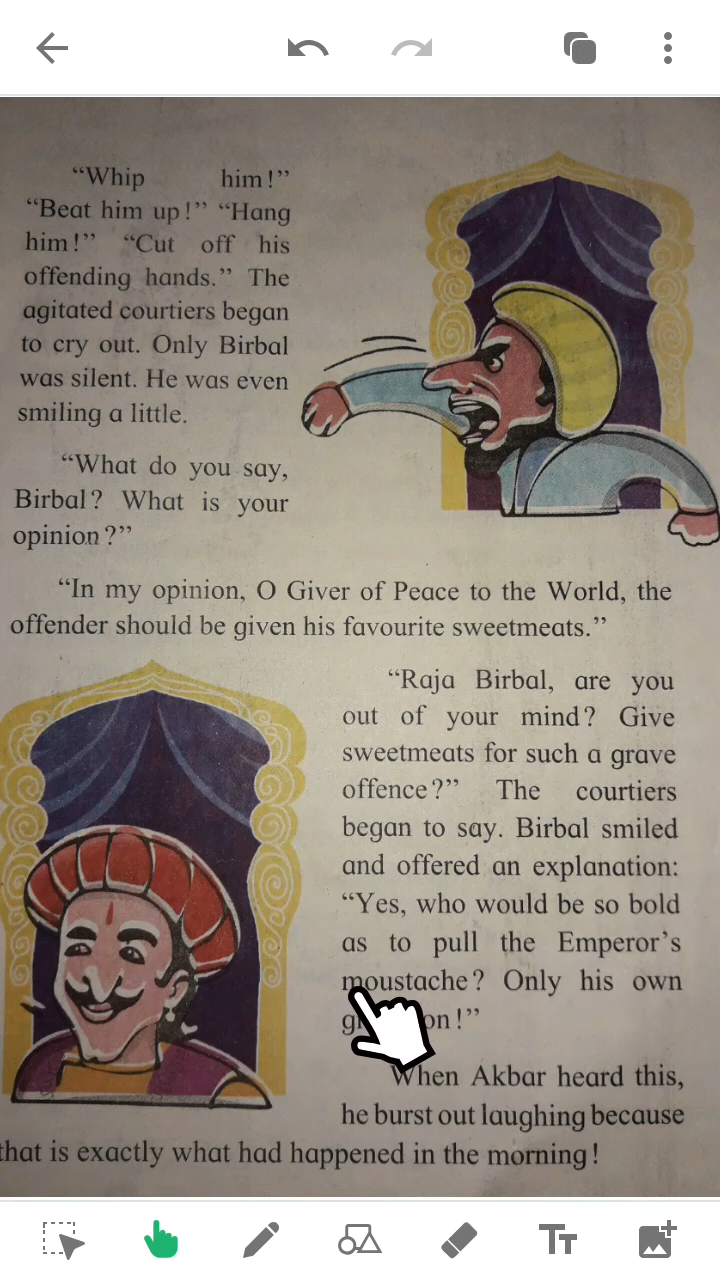 “Whip him!”
“Beat him up!” “Hang
him!” “Cut off his
offending hands.” The
agitated courtiers began
to cry out. Only Birbal
was silent. He was even
smiling a little.
“What do you say,
Birbal? What is your
opinion?”
“In my opinion, O Giver of Peace to the World, the
offender should be given his favourite sweetmeats.”
“Raja Birbal, are you
out of your mind? Give
sweetmeats for such a grave
offence?” The courtiers
began to say. Birbal smiled
and offered an explanation:
“Yes, who would be so bold
as to pull the Emperor’s
moustache? Only his own
When Akbar heard this,
he burst out laughing because
that is exactly what had happened in the morning!
TT